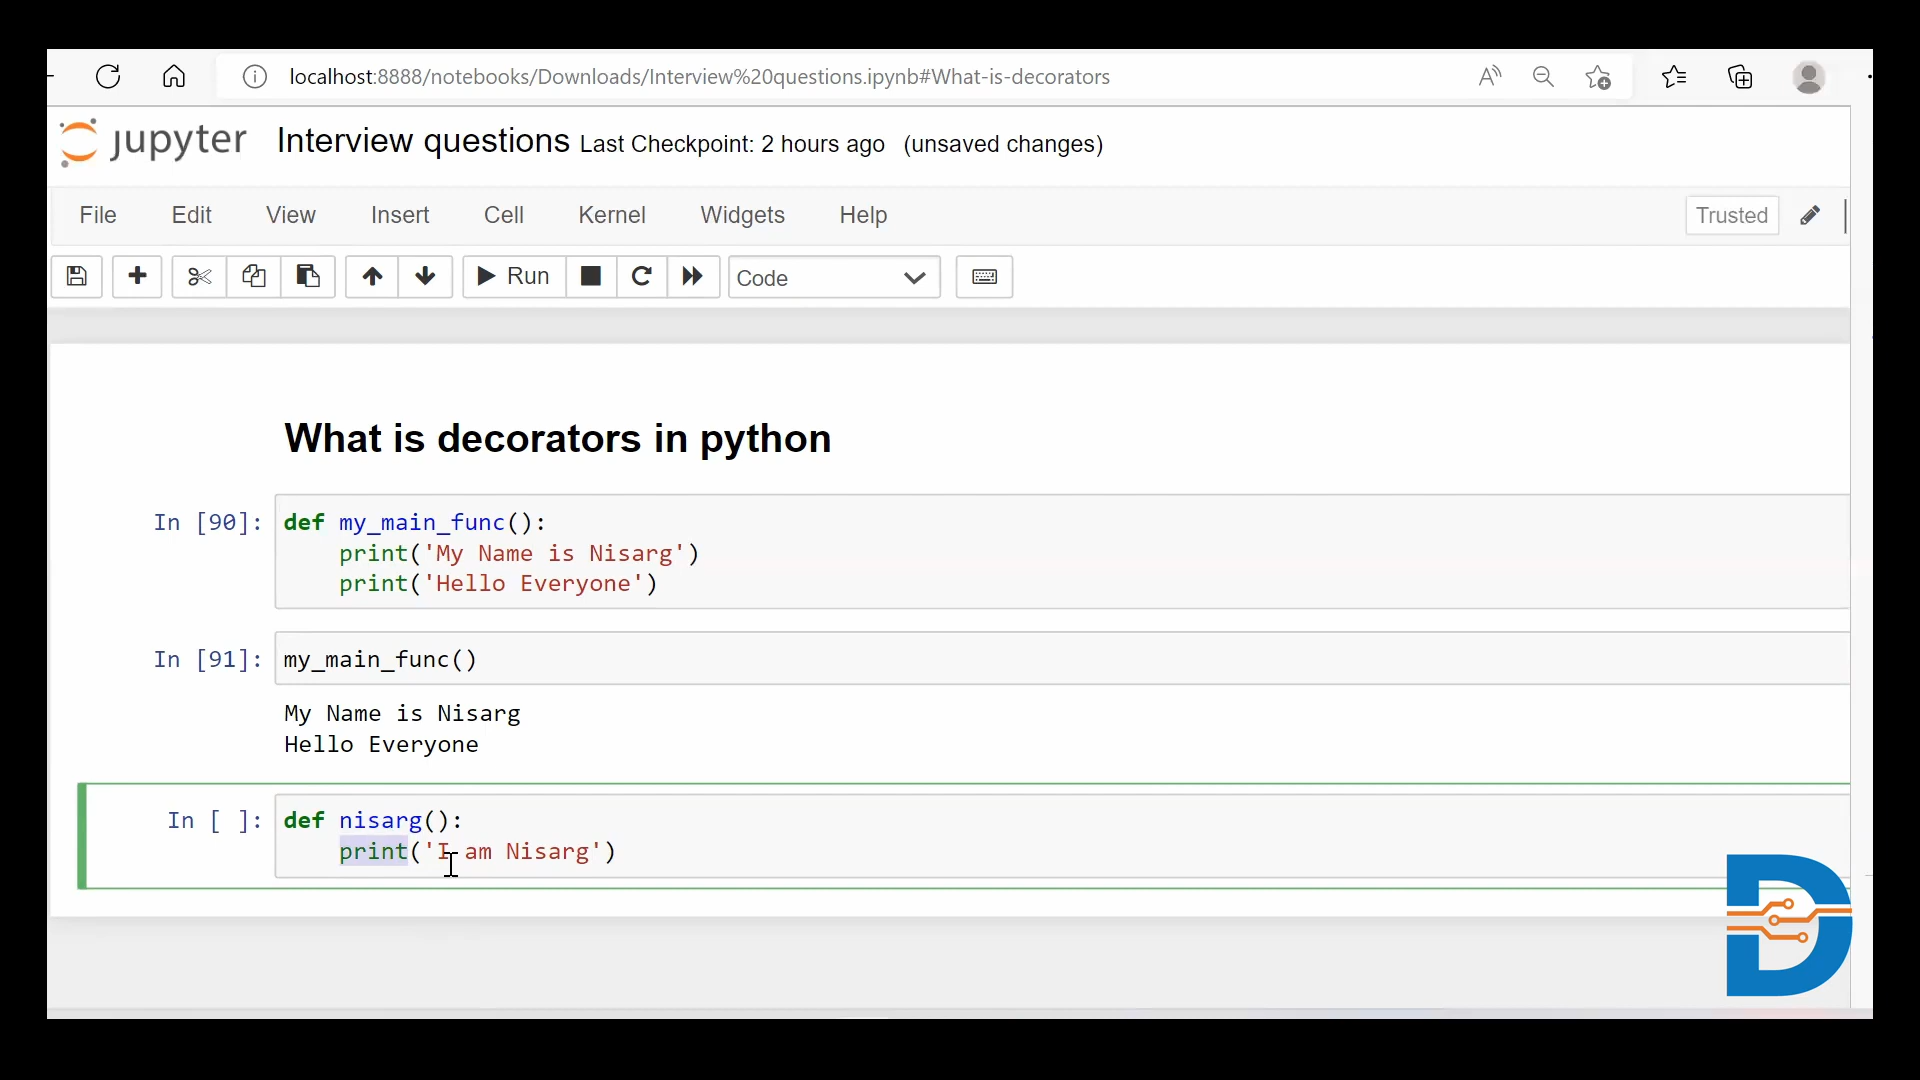 localhost:8888/notebooks/Downloads/Interview%20questions.ipynb#What-is-decorators
jupyter Interview questions Last Checkpoint: 2 hours ago (unsaved changes)
File Edit View Insert Cell Kernel Widgets Help Trusted
Run Code
What is decorators in python
In [90]: def my_main_func():
print('My Name is Nisarg')
print('Hello Everyone')
In [91]: my_main_func()
My Name is Nisarg
Hello Everyone
In [ ]: def nisarg():
print('I am Nisarg')